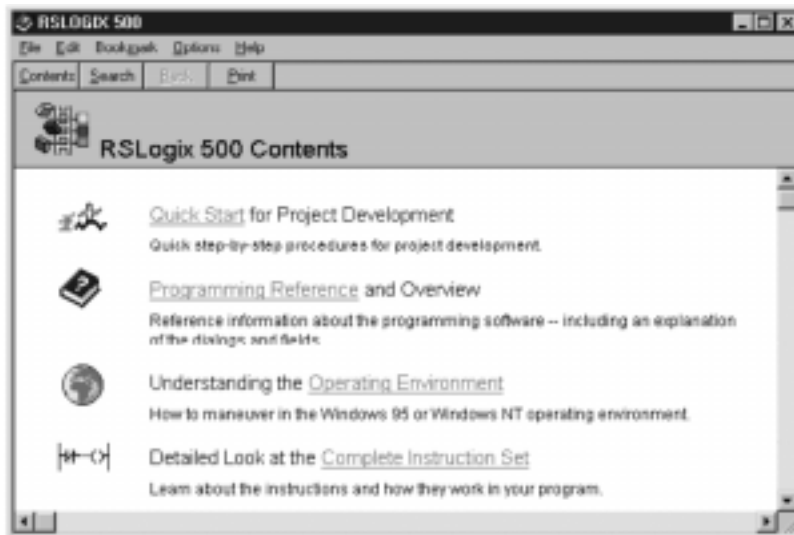 RSLOGIX 500
File Edit Bookmark Options Help
Contents Search Back Print
RSLogix 500 Contents
Quick Start for Project Development
Quick step-by-step procedures for project development.
Programming Reference and Overview
Reference information about the programming software -- including an explanation
of the dialogs and fields.
Understanding the Operating Environment
How to maneuver in the Windows 95 or Windows NT operating environment.
Detailed Look at the Complete Instruction Set
Learn about the instructions and how they work in your program.